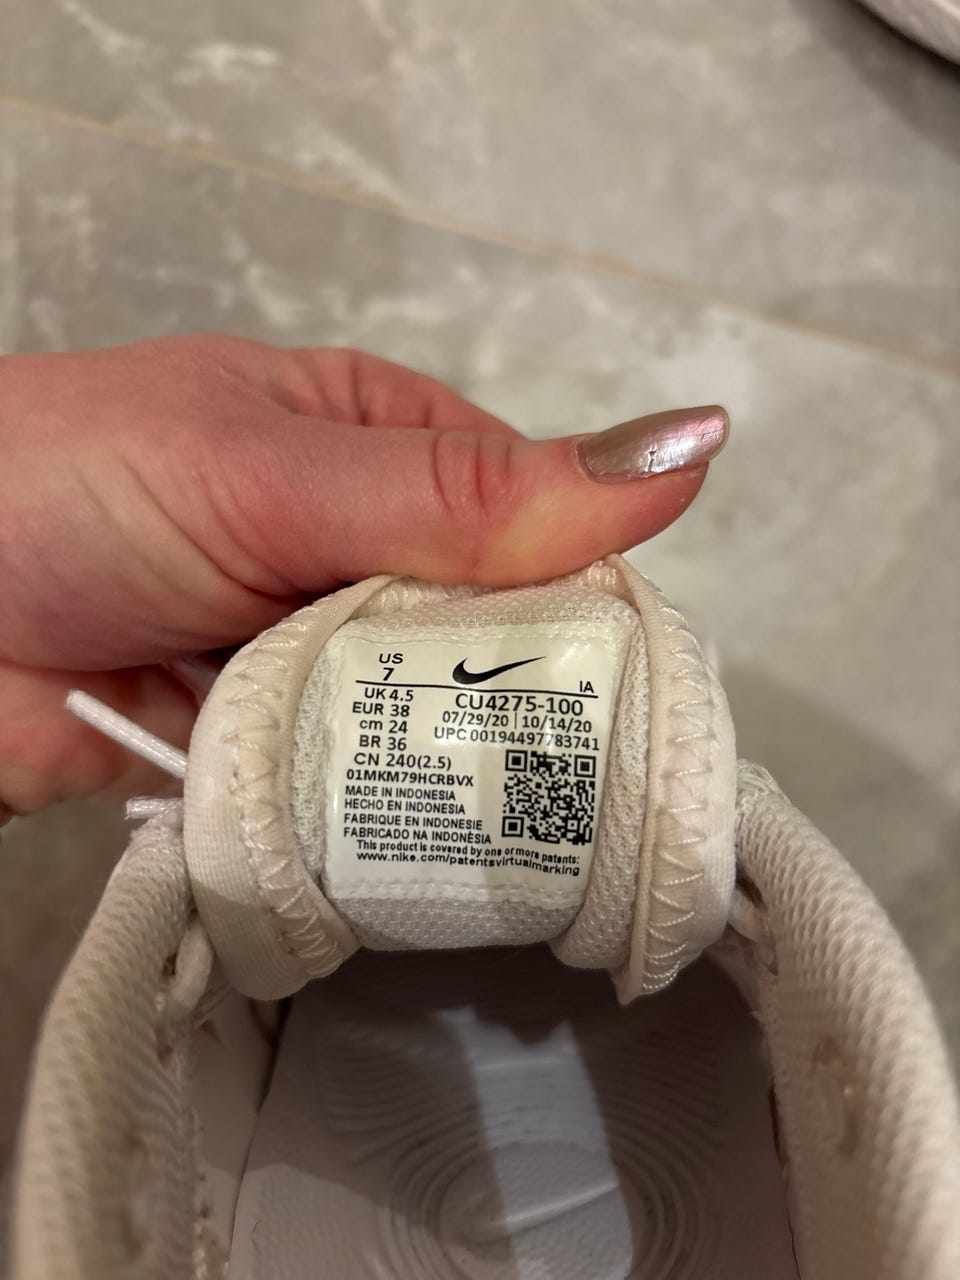 US
7
IA
UK 4.5
EUR 38
cm 24
BR 36
CN 240(2.5)
CU4275-100
07/29/20 | 10/14/20
UPC 00194497783741
01MKM79HCRBVX
MADE IN INDONESIA
HECHO EN INDONESIA
FABRIQUE EN INDONESIE
FABRICADO NA INDONÉSIA
This product is covered by one or more patents:
www.nike.com/patentsvirtualmarking